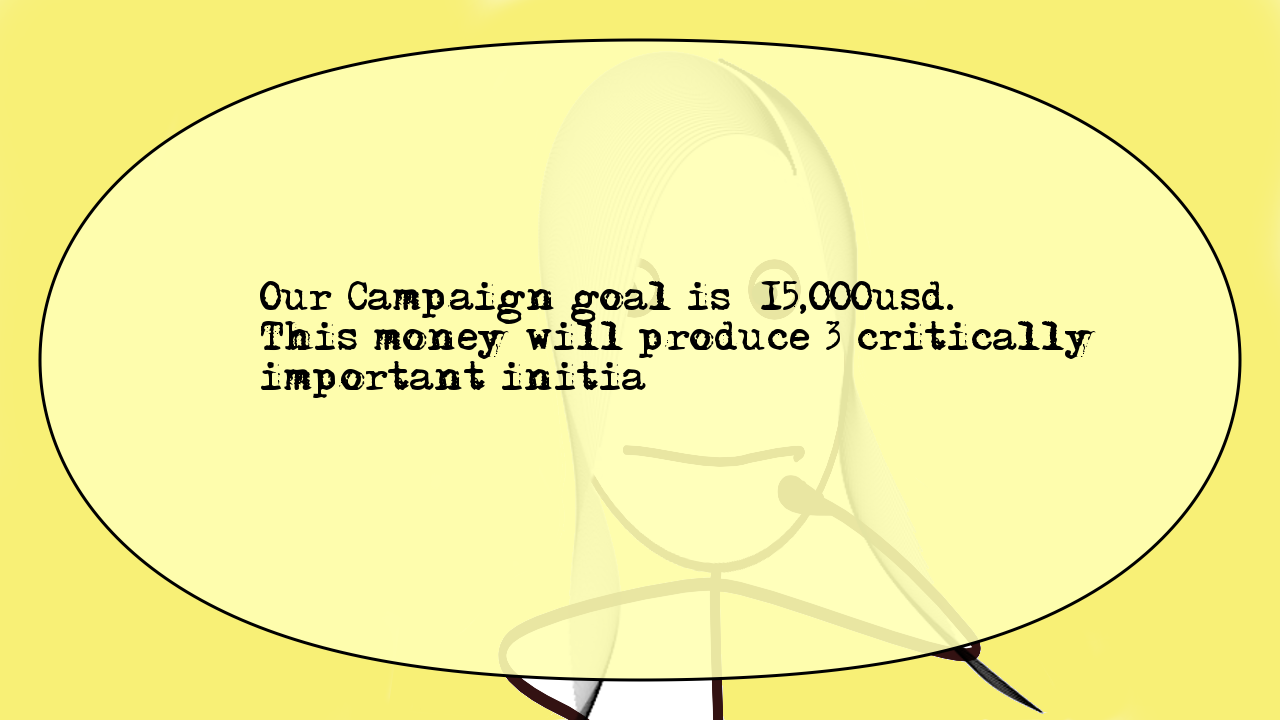 Our Campaign goal is 15,000usd.
This money will produce 3 critically
important initia